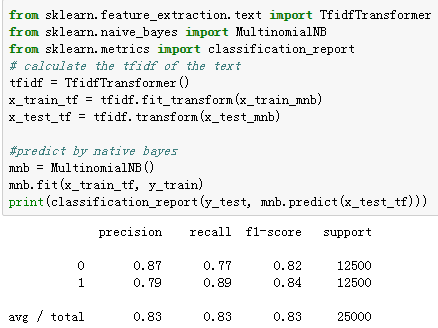 from sklearn.feature_extraction.text import TfidfTransformer
from sklearn.naive_bayes import MultinomialNB
from sklearn.metrics import classification_report
# calculate the tfidf of the text
tfidf = TfidfTransformer()
x_train_tf = tfidf.fit_transform(x_train_mnb)
x_test_tf = tfidf.transform(x_test_mnb)
#predict by native bayes
mnb = MultinomialNB()
mnb.fit(x_train_tf, y_train)
print(classification_report(y_test, mnb.predict(x_test_tf)))
precision recall f1-score support
0 0.87 0.77 0.82 12500
1 0.79 0.89 0.84 12500
avg / total 0.83 0.83 0.83 25000